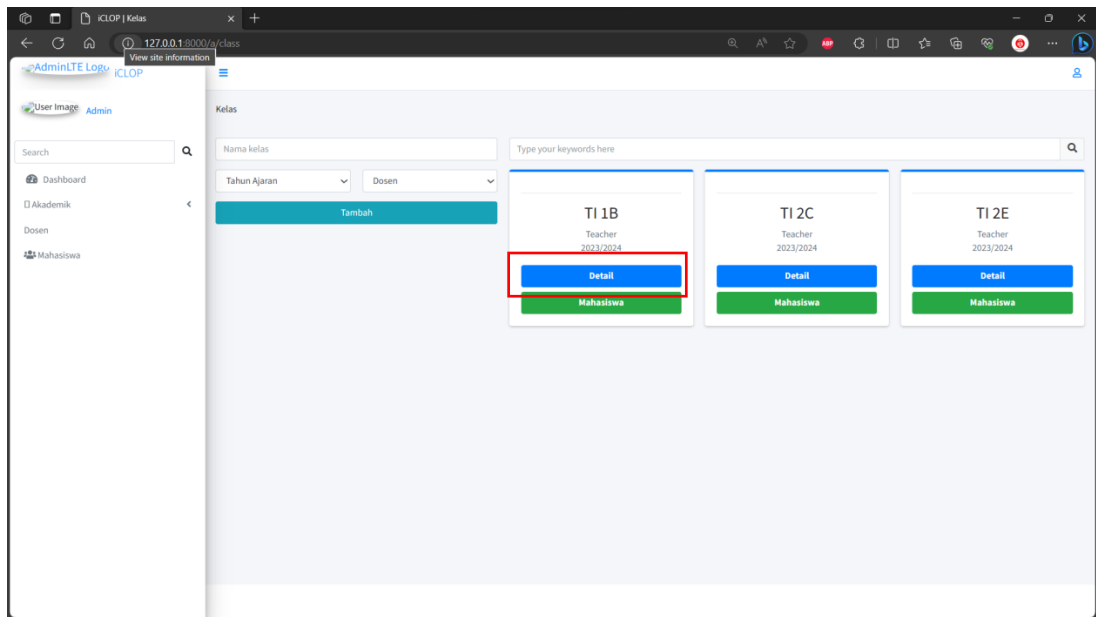 iCLOP | Kelas
127.0.0.1:8000/a/class
View site information
AdminLTE Logo iCLOP
User Image Admin
Search
Dashboard
Akademik
Dosen
Mahasiswa
Kelas
Nama kelas
Tahun Ajaran Dosen
Tambah
Type your keywords here
TI 1B
Teacher
2023/2024
Detail
Mahasiswa
TI 2C
Teacher
2023/2024
Detail
Mahasiswa
TI 2E
Teacher
2023/2024
Detail
Mahasiswa